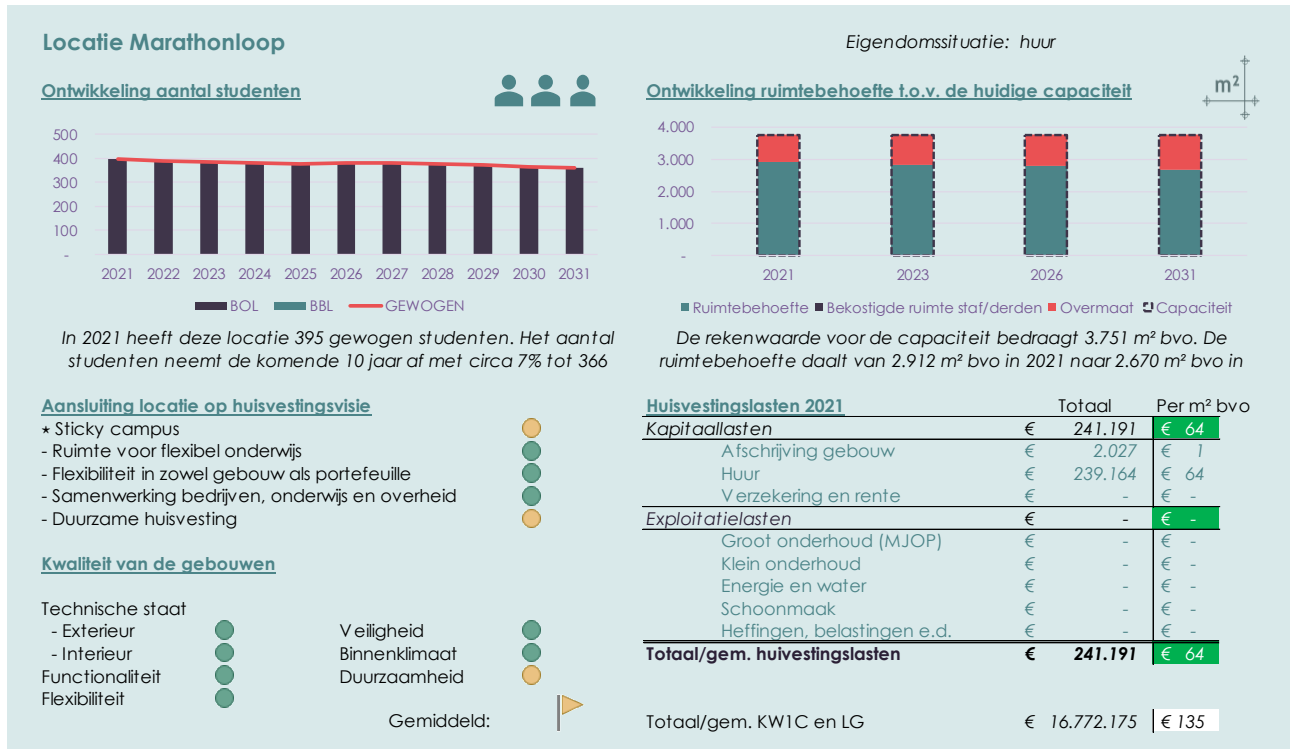 Locatie Marathonloop
Eigendomssituatie: huur
Ontwikkeling aantal studenten
500
400
300
200
100
-
2021 2022 2023 2024 2025 2026 2027 2028 2029 2030 2031
BOL BBL GEWOGEN
In 2021 heeft deze locatie 395 gewogen studenten. Het aantal
studenten neemt de komende 10 jaar af met circa 7% tot 366
Ontwikkeling ruimtebehoefte t.o.v. de huidige capaciteit
m²
4.000
3.000
2.000
1.000
-
2021 2023 2026 2031
Ruimtebehoefte Bekostigde ruimte staf/derden Overmaat Capaciteit
De rekenwaarde voor de capaciteit bedraagt 3.751 m² bvo. De
ruimtebehoefte daalt van 2.912 m² bvo in 2021 naar 2.670 m² bvo in
Aansluiting locatie op huisvestingsvisie
⋆ Sticky campus
- Ruimte voor flexibel onderwijs
- Flexibiliteit in zowel gebouw als portefeuille
- Samenwerking bedrijven, onderwijs en overheid
- Duurzame huisvesting
Kwaliteit van de gebouwen
Technische staat
- Exterieur Veiligheid
- Interieur Binnenklimaat
Functionaliteit Duurzaamheid
Flexibiliteit
Gemiddeld:
Huisvestingslasten 2021 Totaal Per m² bvo
Kapitaallasten € 241.191 € 64
Afschrijving gebouw € 2.027 € 1
Huur € 239.164 € 64
Verzekering en rente € - € -
Exploitatielasten € - € -
Groot onderhoud (MJOP) € - € -
Klein onderhoud € - € -
Energie en water € - € -
Schoonmaak € - € -
Heffingen, belastingen e.d. € - € -
Totaal/gem. huivestingslasten € 241.191 € 64
Totaal/gem. KW1C en LG € 16.772.175 € 135